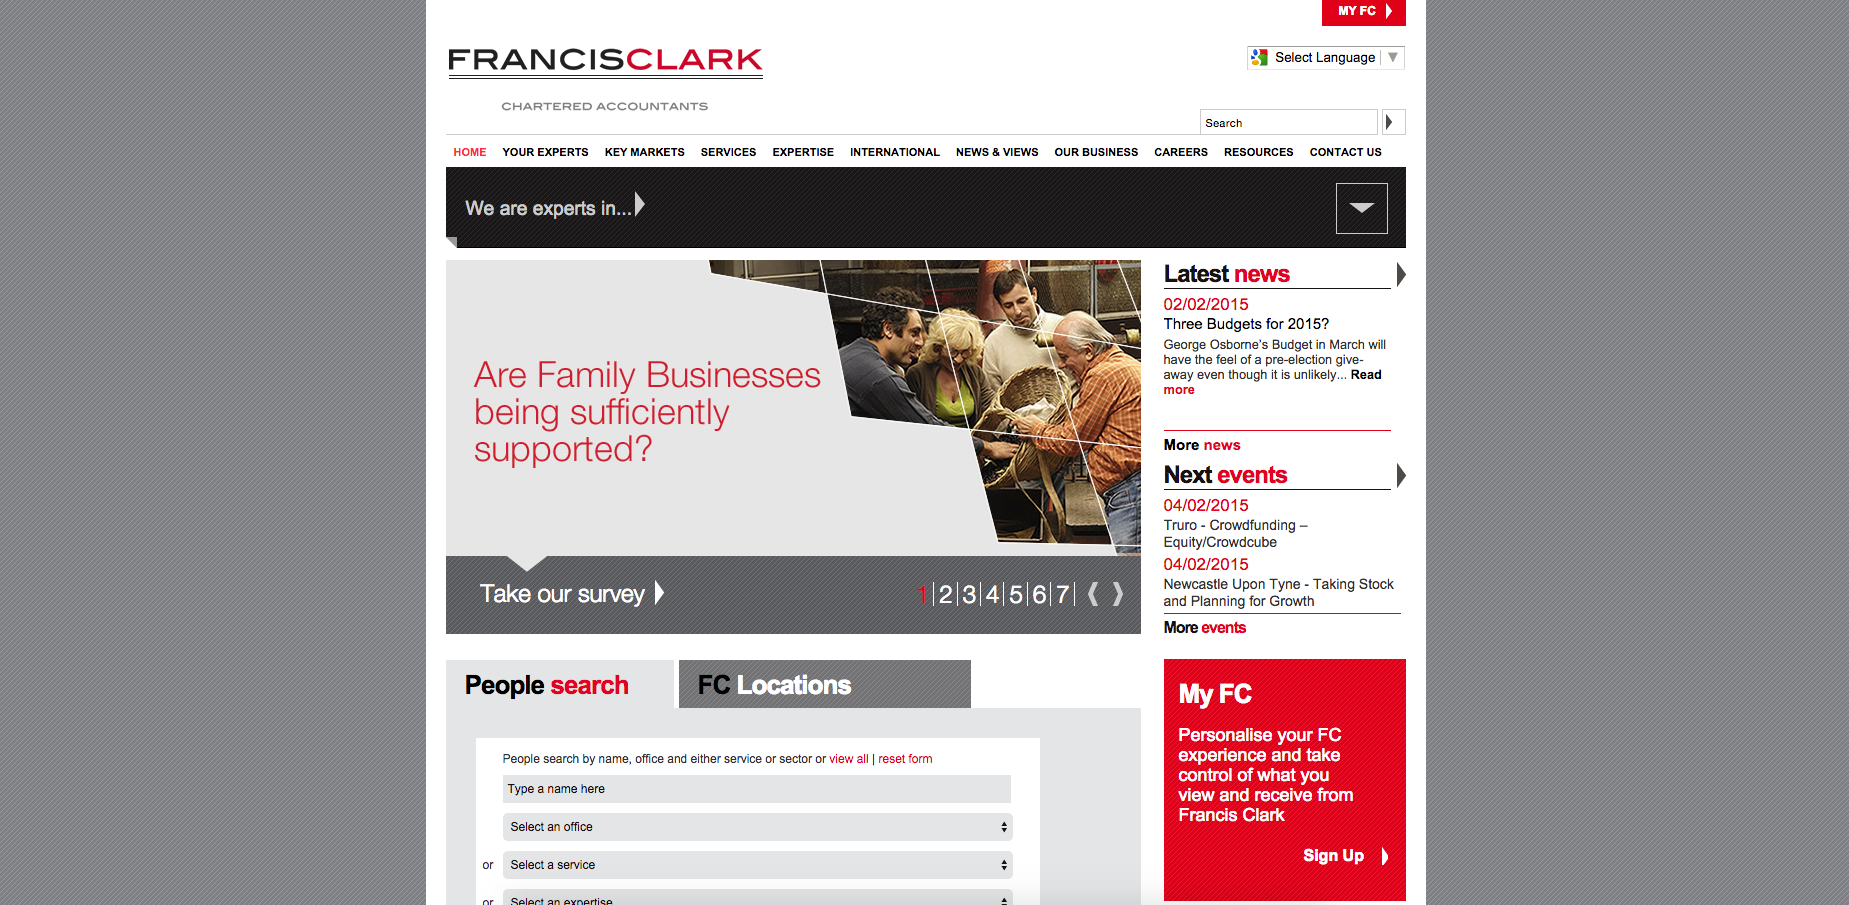 MY FC
FRANCISCLARK
CHARTERED ACCOUNTANTS
Select Language
Search
HOME YOUR EXPERTS KEY MARKETS SERVICES EXPERTISE INTERNATIONAL NEWS & VIEWS OUR BUSINESS CAREERS RESOURCES CONTACT US
We are experts in...
Are Family Businesses
being sufficiently
supported?
Take our survey
1|2|3|4|5|6|7|
Latest news
02/02/2015
Three Budgets for 2015?
George Osborne's Budget in March will
have the feel of a pre-election give-
away even though it is unlikely... Read
more
More news
Next events
04/02/2015
Truro - Crowdfunding –
Equity/Crowdcube
04/02/2015
Newcastle Upon Tyne - Taking Stock
and Planning for Growth
More events
People search
FC Locations
People search by name, office and either service or sector or view all | reset form
Type a name here
Select an office
or Select a service
or Select an expertise
My FC
Personalise your FC
experience and take
control of what you
view and receive from
Francis Clark
Sign Up